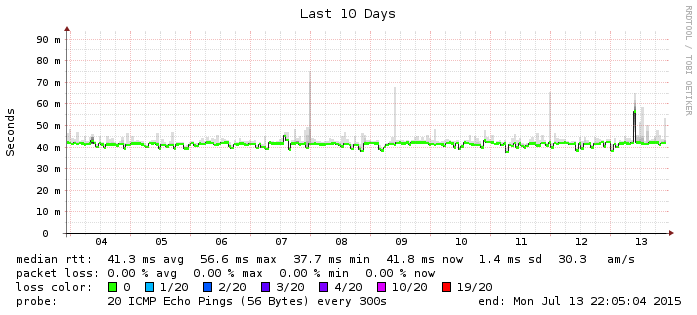 Last 10 Days
RRDTOOL / TOBI OETIKER
Seconds
90 m
80 m
70 m
60 m
50 m
40 m
30 m
20 m
10 m
0
04 05 06 07 08 09 10 11 12 13
median rtt: 41.3 ms avg 56.6 ms max 37.7 ms min 41.8 ms now 1.4 ms sd 30.3 am/s
packet loss: 0.00 % avg 0.00 % max 0.00 % min 0.00 % now
loss color: 0 1/20 2/20 3/20 4/20 10/20 19/20
probe: 20 ICMP Echo Pings (56 Bytes) every 300s end: Mon Jul 13 22:05:04 2015